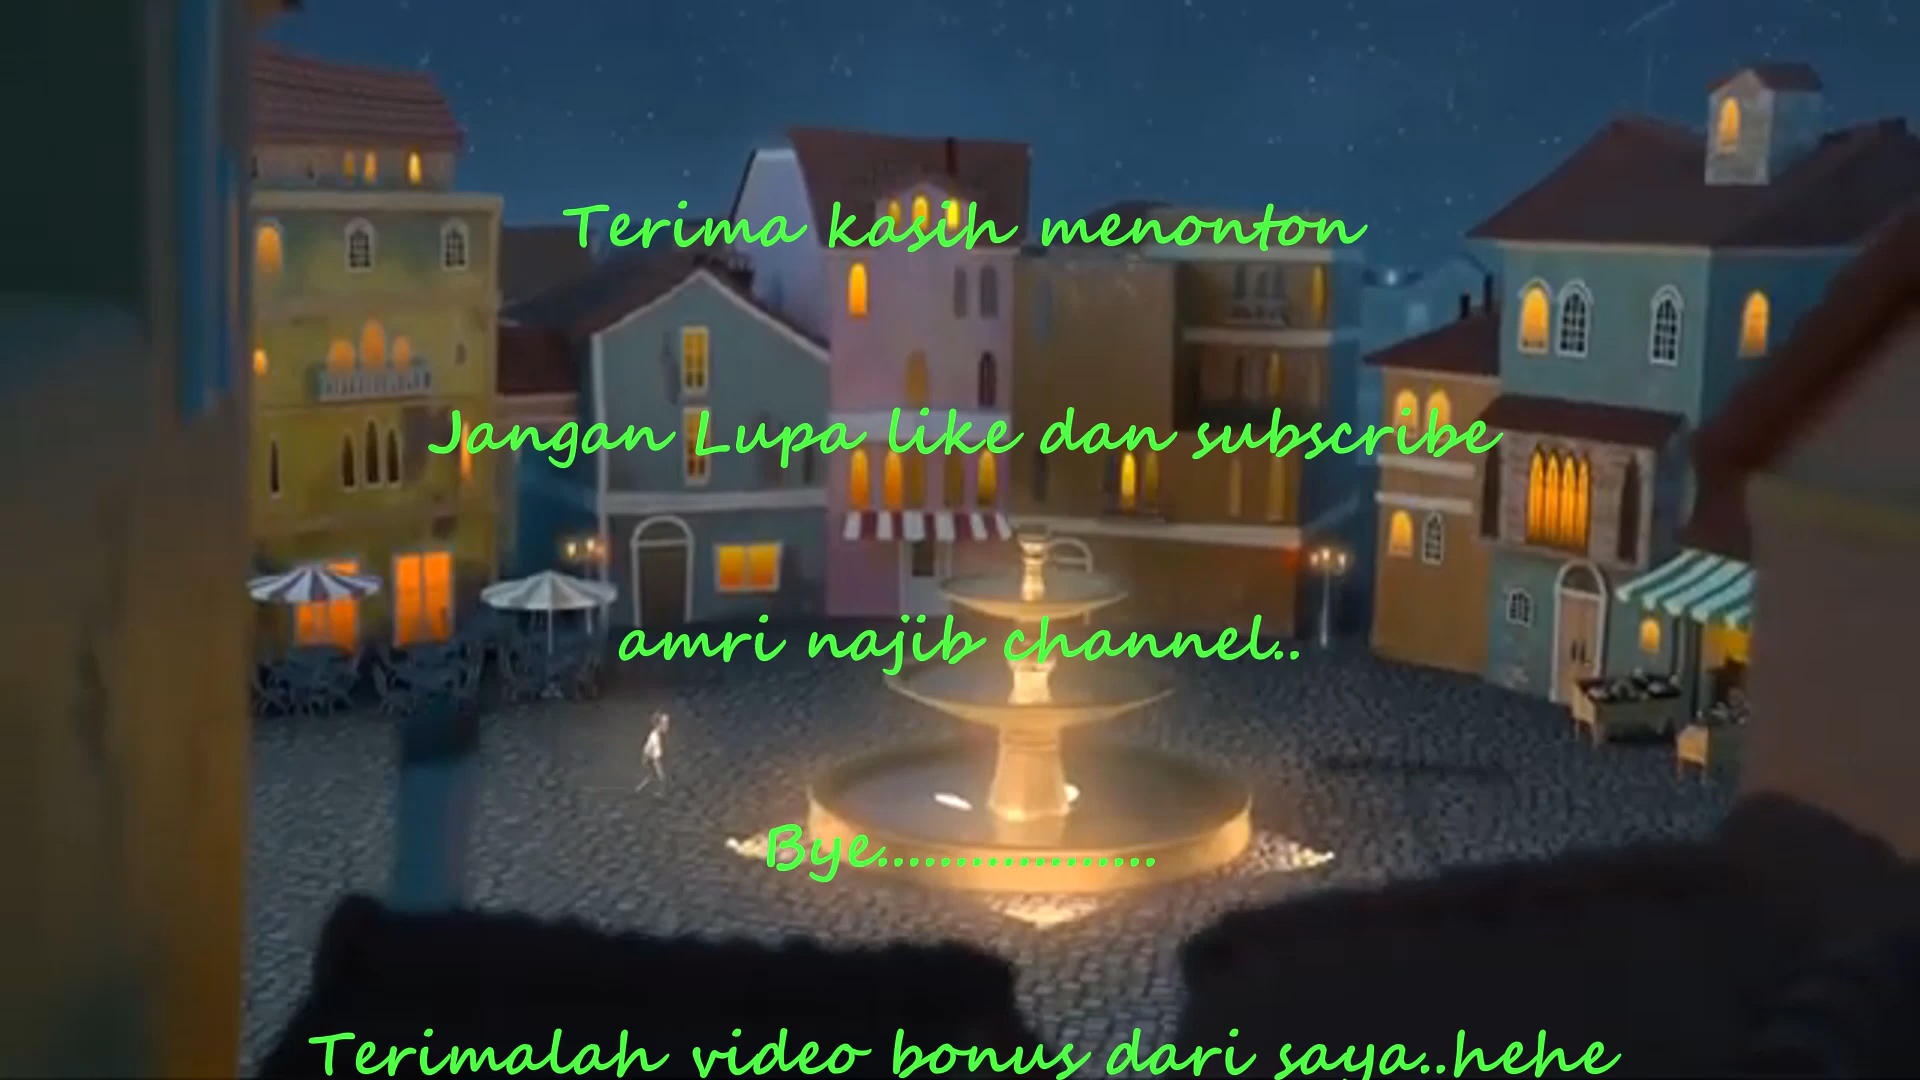 Terima kasih menonton
Jangan Lupa like dan subscribe
amri najib channel..
Bye.................
Terimalah video bonus dari saya..hehe